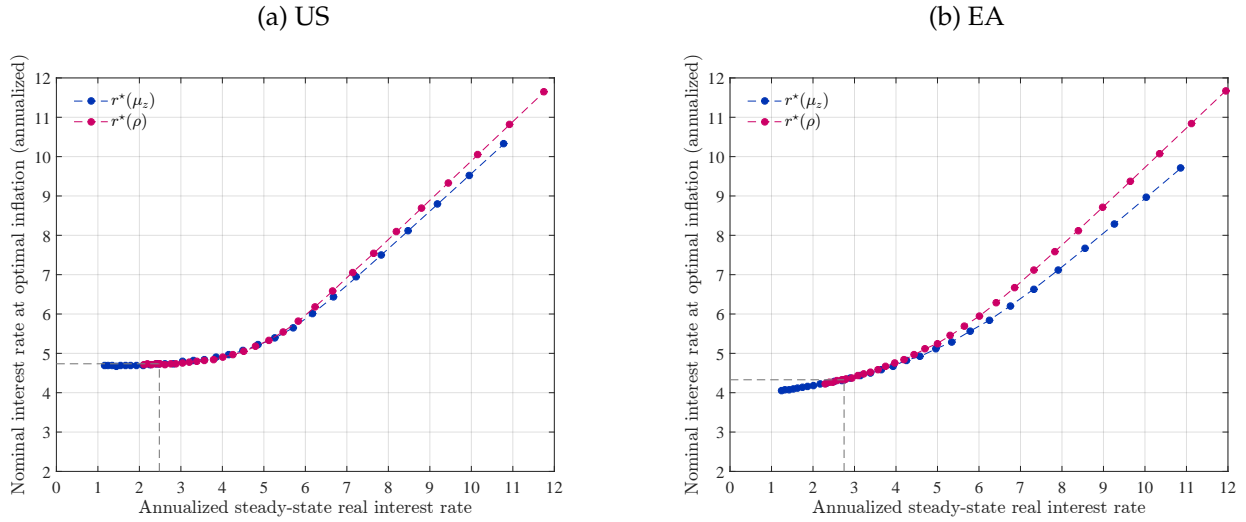 (a) US
Nominal interest rate at optimal inflation (annualized)
12
11
10
9
8
7
6
5
4
3
2
r⋆(μz)
r⋆(ρ)
0 1 2 3 4 5 6 7 8 9 10 11 12
Annualized steady-state real interest rate
(b) EA
Nominal interest rate at optimal inflation (annualized)
12
11
10
9
8
7
6
5
4
3
2
r⋆(μz)
r⋆(ρ)
0 1 2 3 4 5 6 7 8 9 10 11 12
Annualized steady-state real interest rate